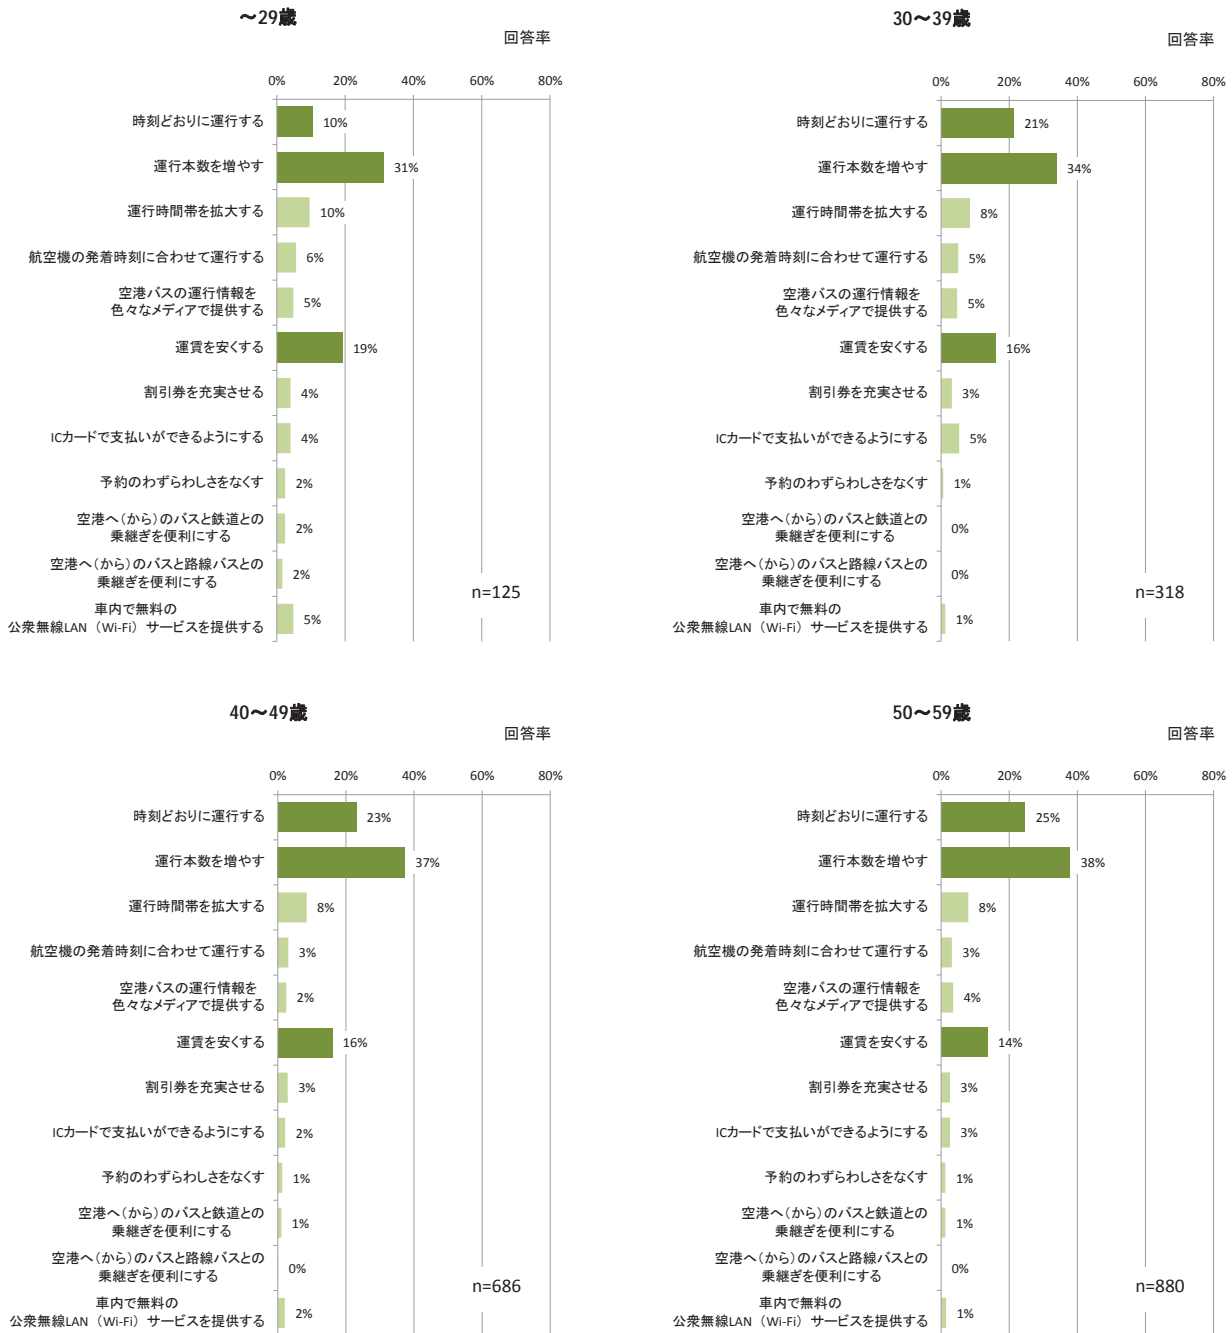 ～29歳
回答率
0% 20% 40% 60% 80%
時刻どおりに運行する 10%
運行本数を増やす 31%
運行時間帯を拡大する 10%
航空機の発着時刻に合わせて運行する 6%
空港バスの運行情報を
色々なメディアで提供する 5%
運賃を安くする 19%
割引券を充実させる 4%
ICカードで支払いができるようにする 4%
予約のわずらわしさをなくす 2%
空港へ（から）のバスと鉄道との
乗継ぎを便利にする 2%
空港へ（から）のバスと路線バスとの
乗継ぎを便利にする 2%
車内で無料の
公衆無線LAN（Wi-Fi）サービスを提供する 5%
n=125
30～39歳
回答率
0% 20% 40% 60% 80%
時刻どおりに運行する 21%
運行本数を増やす 34%
運行時間帯を拡大する 8%
航空機の発着時刻に合わせて運行する 5%
空港バスの運行情報を
色々なメディアで提供する 5%
運賃を安くする 16%
割引券を充実させる 3%
ICカードで支払いができるようにする 5%
予約のわずらわしさをなくす 1%
空港へ（から）のバスと鉄道との
乗継ぎを便利にする 0%
空港へ（から）のバスと路線バスとの
乗継ぎを便利にする 0%
車内で無料の
公衆無線LAN（Wi-Fi）サービスを提供する 1%
n=318
40～49歳
回答率
0% 20% 40% 60% 80%
時刻どおりに運行する 23%
運行本数を増やす 37%
運行時間帯を拡大する 8%
航空機の発着時刻に合わせて運行する 3%
空港バスの運行情報を
色々なメディアで提供する 2%
運賃を安くする 16%
割引券を充実させる 3%
ICカードで支払いができるようにする 2%
予約のわずらわしさをなくす 1%
空港へ（から）のバスと鉄道との
乗継ぎを便利にする 1%
空港へ（から）のバスと路線バスとの
乗継ぎを便利にする 0%
車内で無料の
公衆無線LAN（Wi-Fi）サービスを提供する 2%
n=686
50～59歳
回答率
0% 20% 40% 60% 80%
時刻どおりに運行する 25%
運行本数を増やす 38%
運行時間帯を拡大する 8%
航空機の発着時刻に合わせて運行する 3%
空港バスの運行情報を
色々なメディアで提供する 4%
運賃を安くする 14%
割引券を充実させる 3%
ICカードで支払いができるようにする 3%
予約のわずらわしさをなくす 1%
空港へ（から）のバスと鉄道との
乗継ぎを便利にする 1%
空港へ（から）のバスと路線バスとの
乗継ぎを便利にする 0%
車内で無料の
公衆無線LAN（Wi-Fi）サービスを提供する 1%
n=880